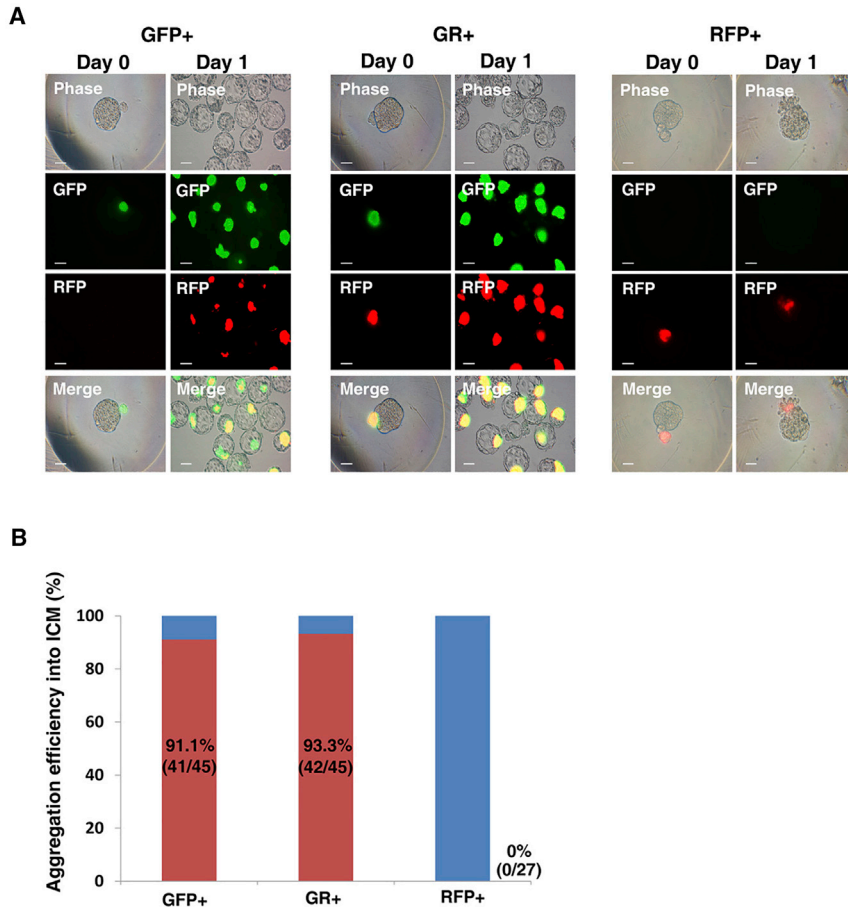 A
GFP+ GR+ RFP+
Day 0 Day 1 Day 0 Day 1 Day 0 Day 1
Phase Phase Phase Phase Phase Phase
GFP GFP GFP GFP GFP GFP
RFP RFP RFP RFP RFP RFP
Merge Merge Merge Merge Merge Merge
B
Aggregation efficiency into ICM (%)
100
80
60
40
20
0
91.1%
(41/45)
93.3%
(42/45)
0%
(0/27)
GFP+ GR+ RFP+